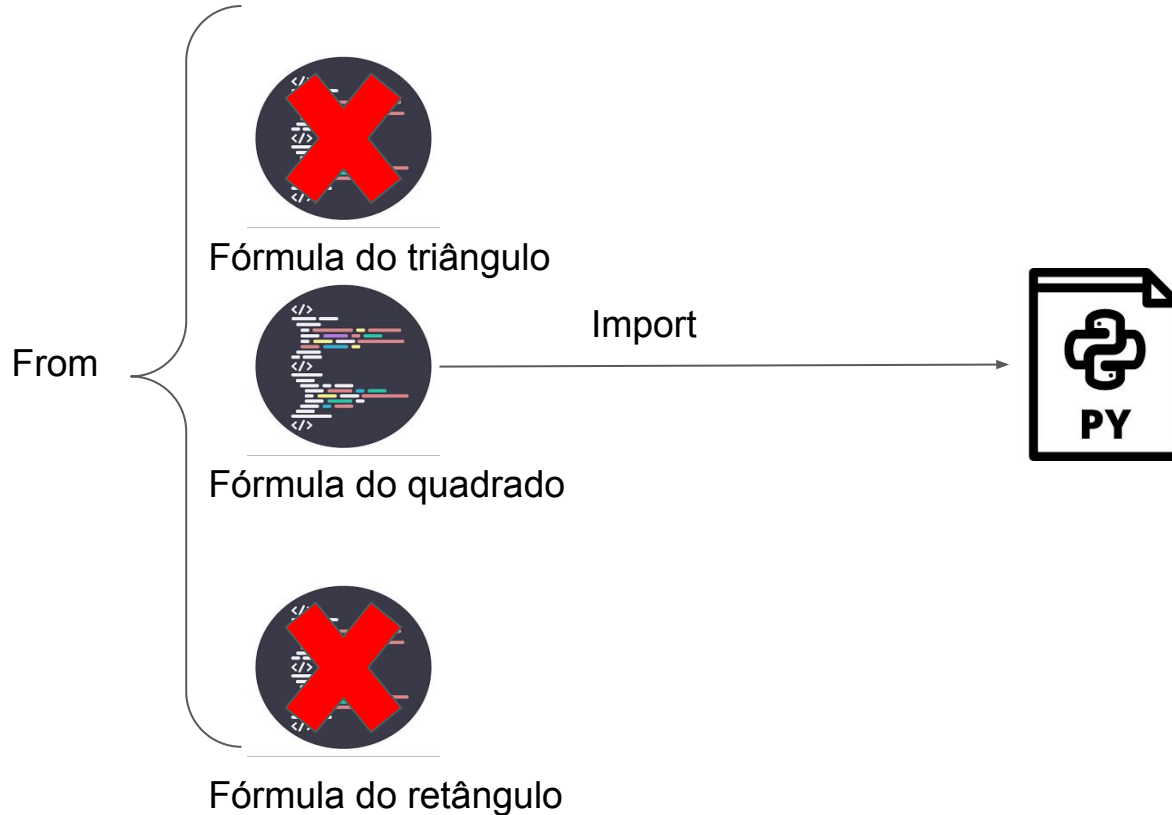 Fórmula do triângulo
From
Import
Fórmula do quadrado
PY
Fórmula do retângulo